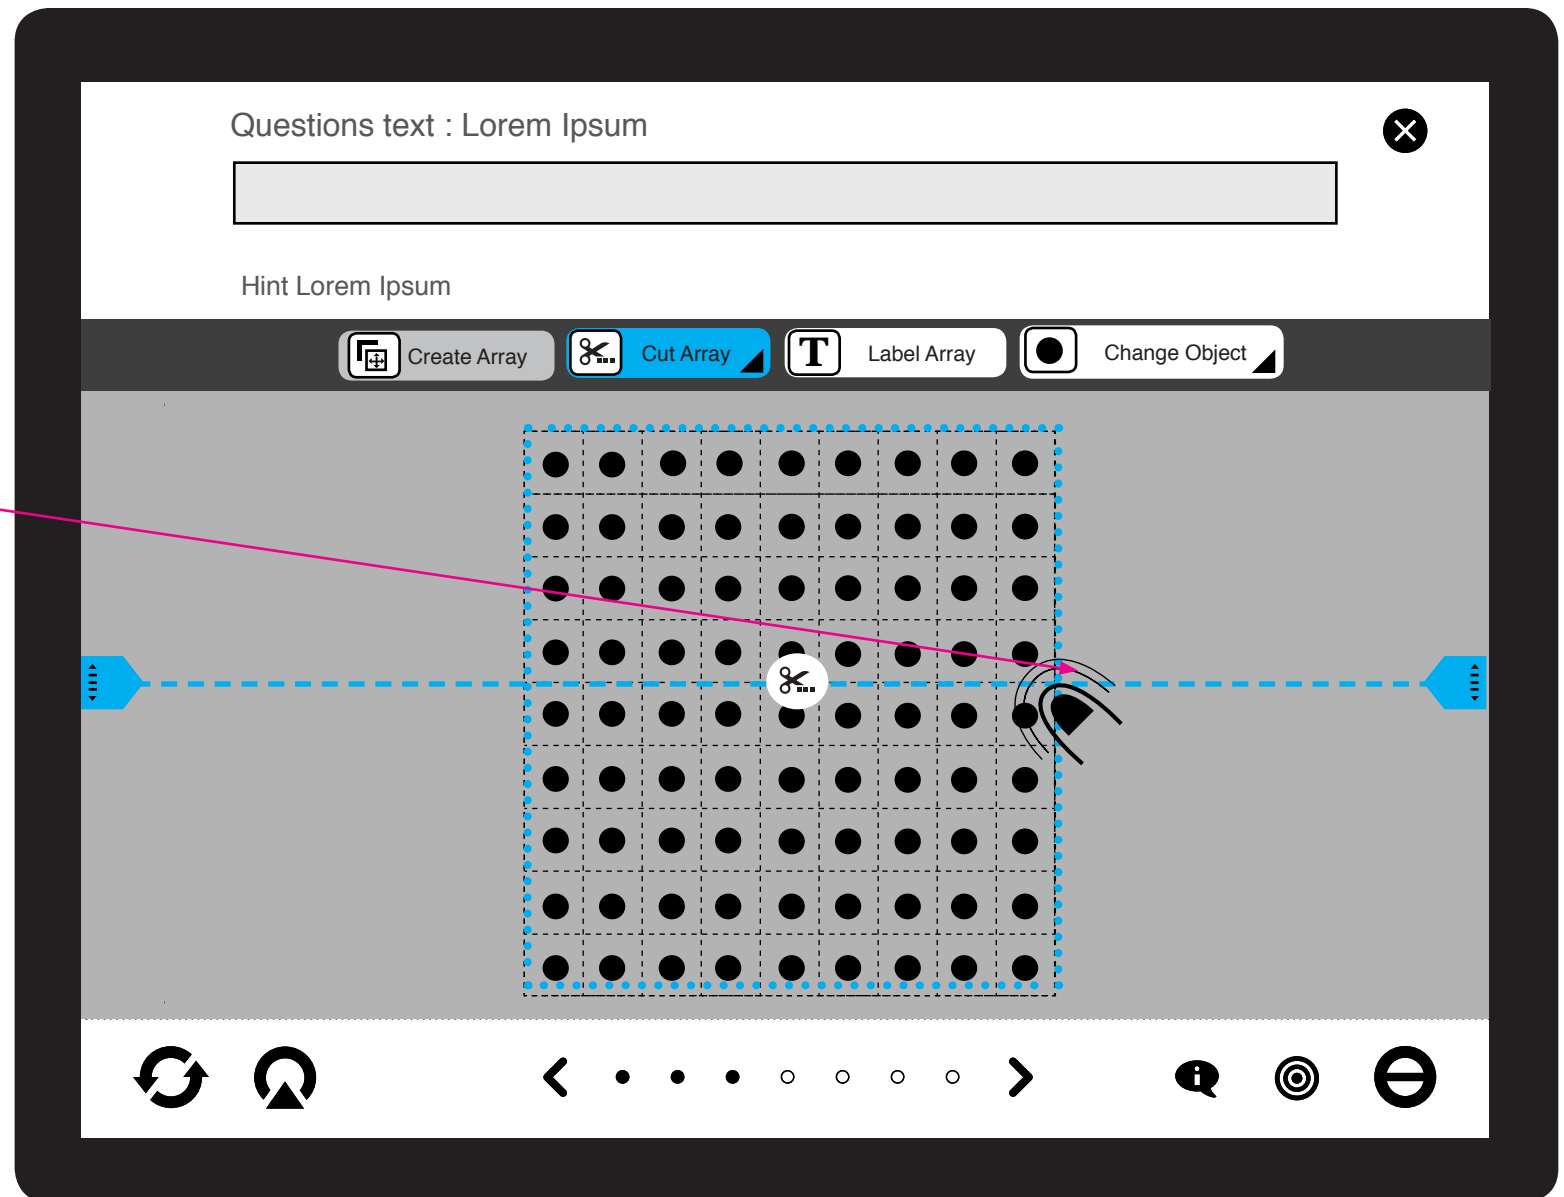 Questions text : Lorem Ipsum
Hint Lorem Ipsum
Create Array
Cut Array
T Label Array
Change Object
i